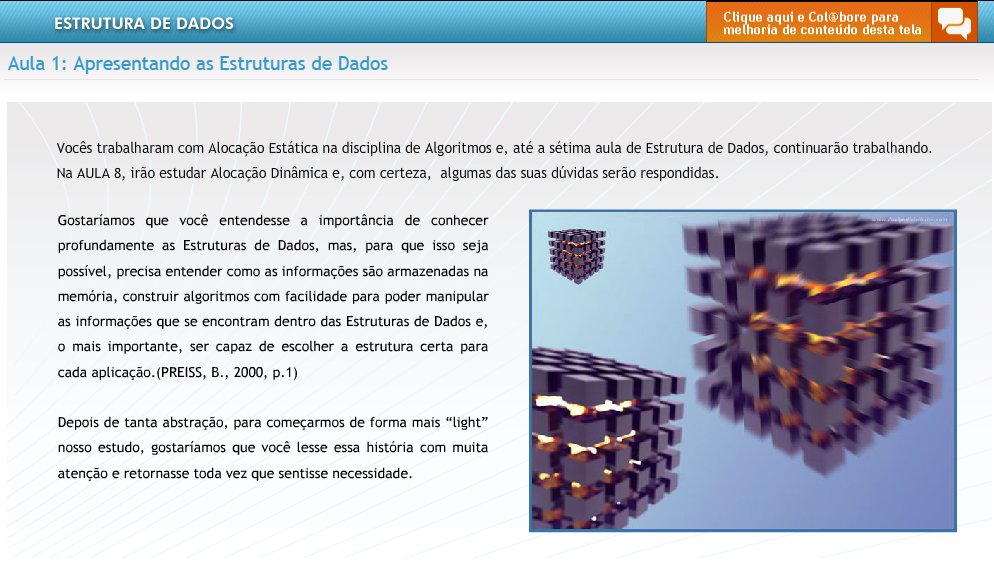 ESTRUTURA DE DADOS
Clique aqui e Col@bore para
melhoria de conteúdo desta tela
Aula 1: Apresentando as Estruturas de Dados
Vocês trabalharam com Alocação Estática na disciplina de Algoritmos e, até a sétima aula de Estrutura de Dados, continuarão trabalhando.
Na AULA 8, irão estudar Alocação Dinâmica e, com certeza, algumas das suas dúvidas serão respondidas.
Gostaríamos que você entendesse a importância de conhecer
profundamente as Estruturas de Dados, mas, para que isso seja
possível, precisa entender como as informações são armazenadas na
memória, construir algoritmos com facilidade para poder manipular
as informações que se encontram dentro das Estruturas de Dados e,
o mais importante, ser capaz de escolher a estrutura certa para
cada aplicação.(PREISS, B., 2000, p.1)
Depois de tanta abstração, para começarmos de forma mais “light”
nosso estudo, gostaríamos que você lesse essa história com muita
atenção e retornasse toda vez que sentisse necessidade.